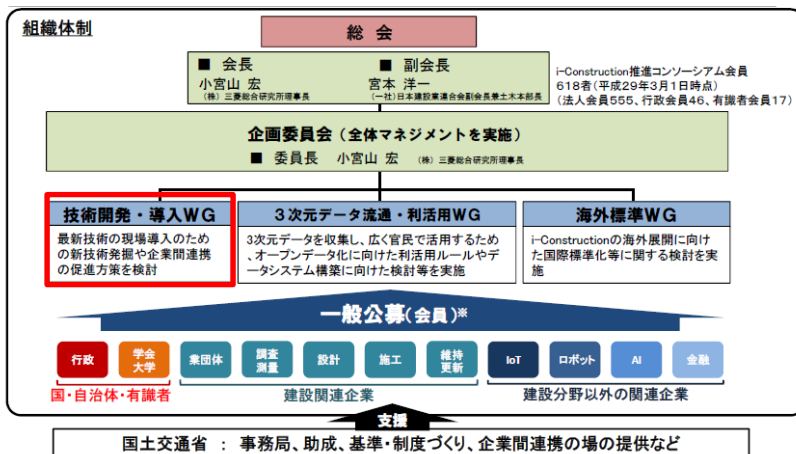 組織体制
総 会
■ 会長
小宮山 宏
(株) 三菱総合研究所理事長
■ 副会長
宮本 洋一
(一社)日本建設業連合会副会長兼土木本部長
i-Construction推進コンソーシアム会員
618者(平成29年3月1日時点)
(法人会員555、行政会員46、有識者会員17)
企画委員会(全体マネジメントを実施)
■ 委員長 小宮山 宏 (株) 三菱総合研究所理事長
技術開発・導入WG
最新技術の現場導入のため
の新技術発掘や企業間連携
の促進方策を検討
3次元データ流通・利活用WG
3次元データを収集し、広く官民で活用するため
、オープンデータ化に向けた利活用ルールやデ
ータシステム構築に向けた検討等を実施
海外標準WG
i-Constructionの海外展開に向け
た国際標準化等に関する検討を実
施
一般公募(会員)※
行政
学会
大学
業団体
調査
測量
設計
施工
維持
更新
IoT
ロボット
AI
金融
国・自治体・有識者
建設関連企業
建設分野以外の関連企業
支援
国土交通省 : 事務局、助成、基準・制度づくり、企業間連携の場の提供など